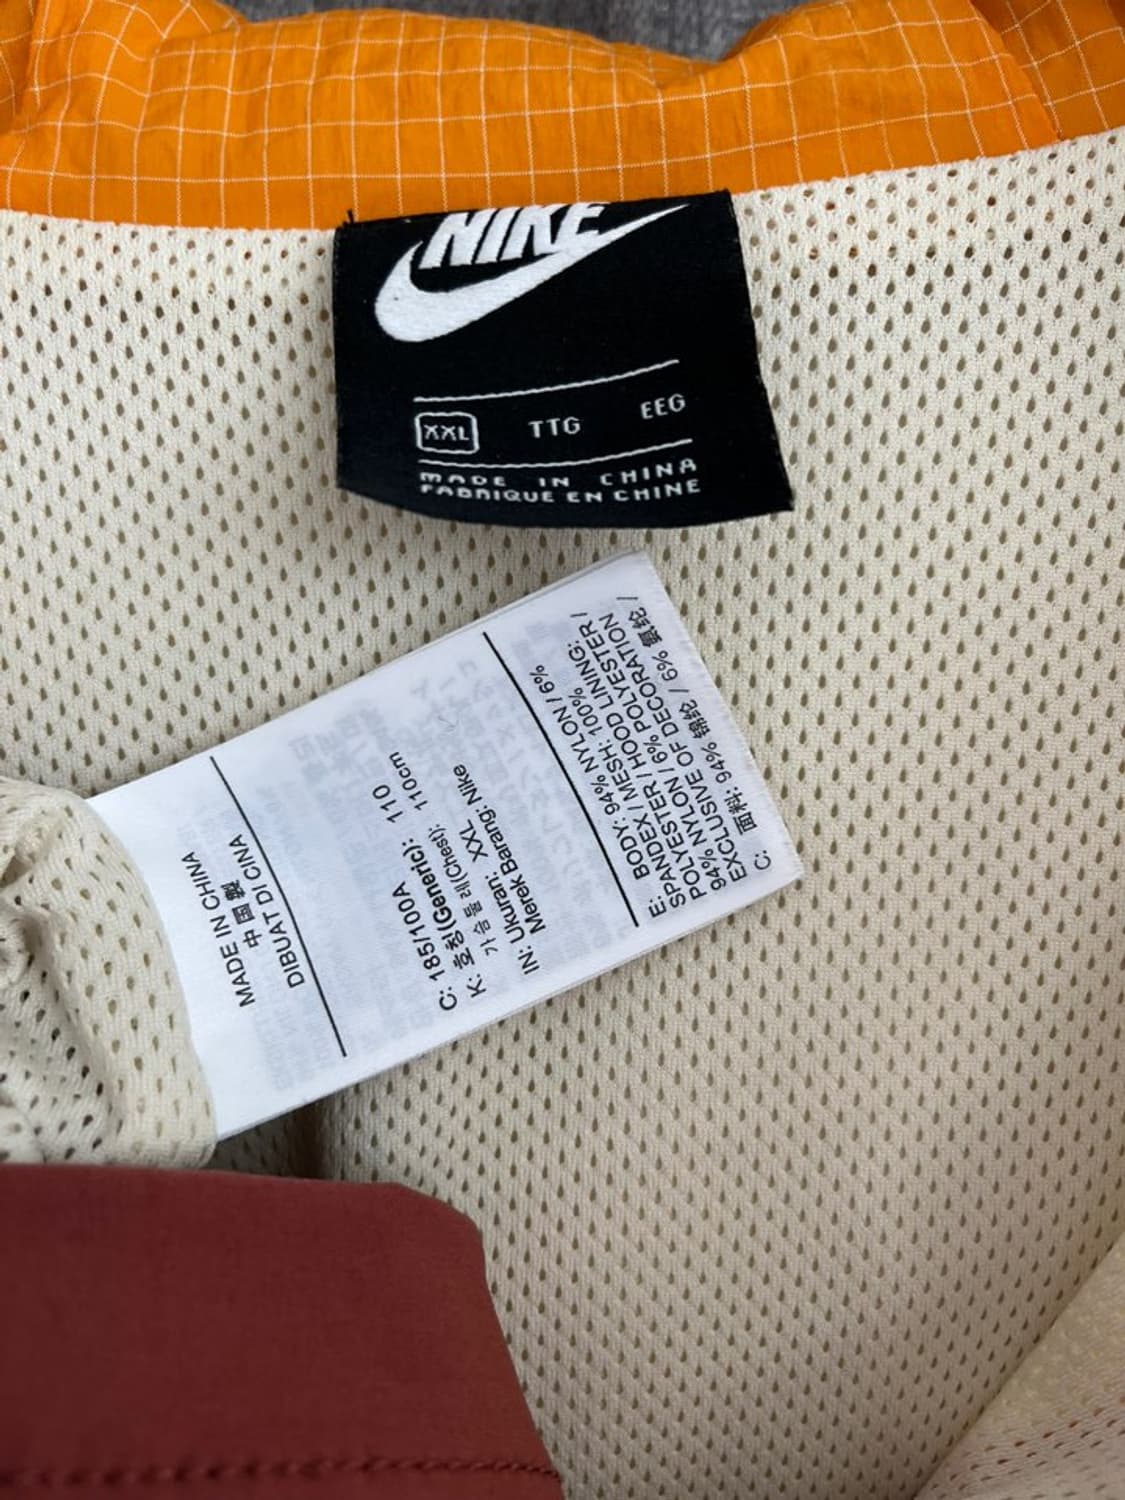 NIKE
XXL TTG EEG
MADE IN CHINA
FABRIQUE EN CHINE
MADE IN CHINA
中国製
DIBUAT DI CINA
C: 185/100A
K: 호칭(Generic): 110
가슴둘레(Chest): 110cm
IN: Ukuran: XXL
Merek Barang: Nike
E: BODY: 94% NYLON / 6%
SPANDEX / MESH: 100%
POLYESTER / HOOD LINING:
94% NYLON / 6% POLYESTER /
EXCLUSIVE OF DECORATION
C: 面料: 94% 锦纶 / 6% 氨纶 /